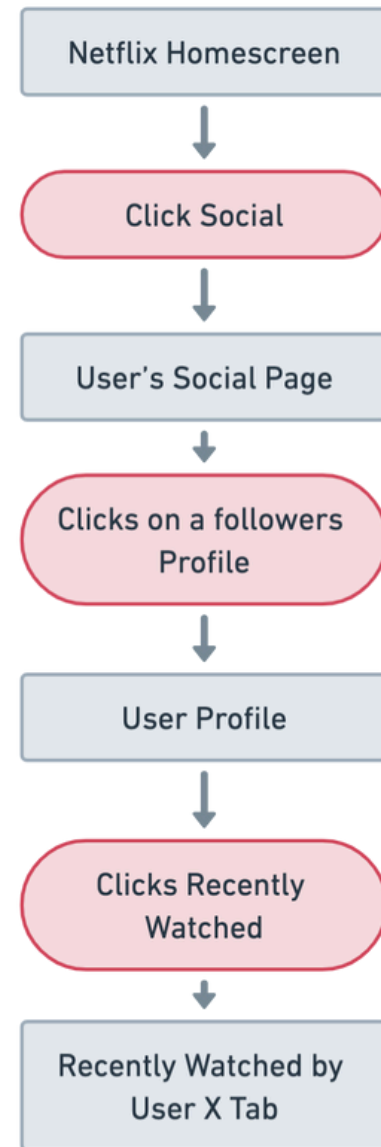 Netflix Homescreen
Click Social
User's Social Page
Clicks on a followers
Profile
User Profile
Clicks Recently
Watched
Recently Watched by
User X Tab